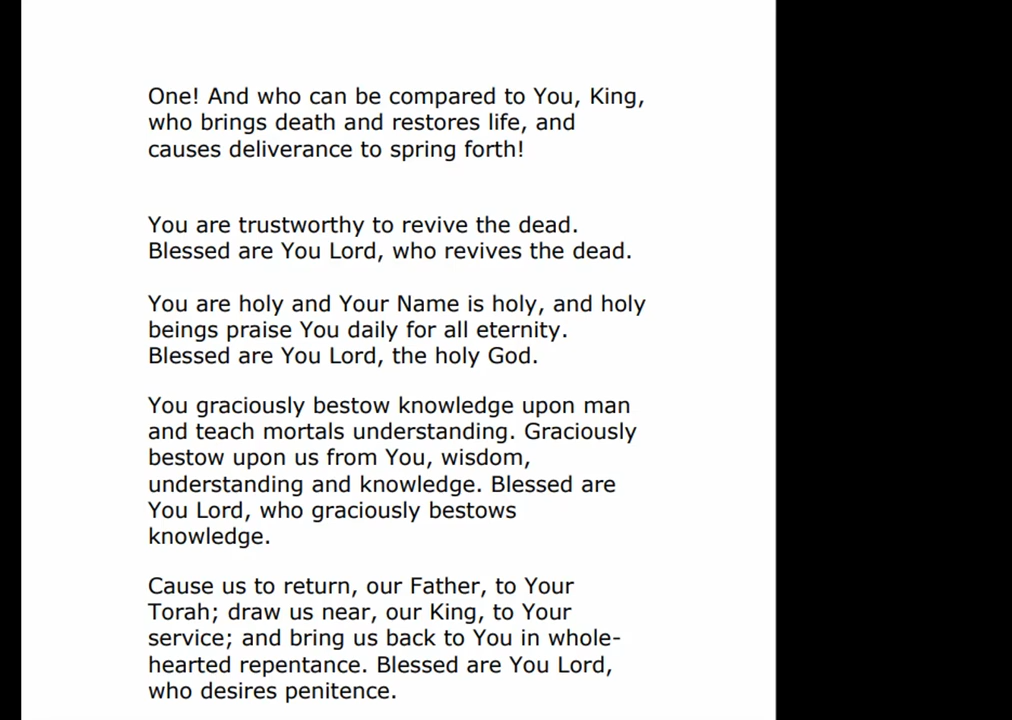 One! And who can be compared to You, King,
who brings death and restores life, and
causes deliverance to spring forth!
You are trustworthy to revive the dead.
Blessed are You Lord, who revives the dead.
You are holy and Your Name is holy, and holy
beings praise You daily for all eternity.
Blessed are You Lord, the holy God.
You graciously bestow knowledge upon man
and teach mortals understanding. Graciously
bestow upon us from You, wisdom,
understanding and knowledge. Blessed are
You Lord, who graciously bestows
knowledge.
Cause us to return, our Father, to Your
Torah; draw us near, our King, to Your
service; and bring us back to You in whole-
hearted repentance. Blessed are You Lord,
who desires penitence.